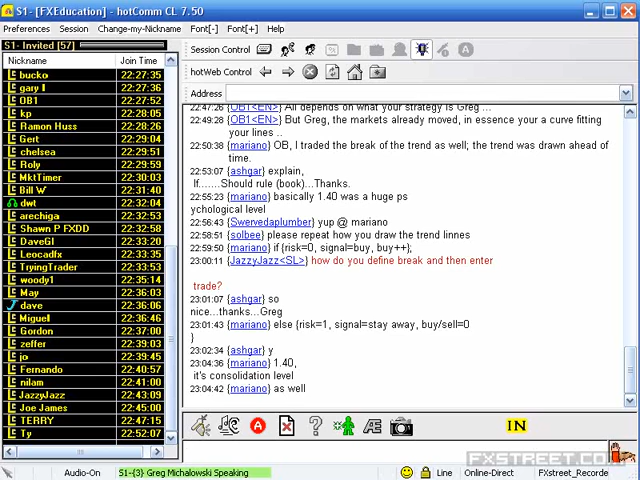 S1- [FXEducation] - hotComm CL 7.50
Preferences Session Change-my-Nickname Font[-] Font[+] Help
S1- Invited [57]
Nickname Join Time
bucko 22:27:35
gary l 22:27:36
OB1 22:27:52
kp 22:28:05
Ramon Huss 22:28:26
Gert 22:29:04
chelsea 22:29:51
Roly 22:29:59
MktTimer 22:30:03
Bill W 22:31:40
dwt 22:32:04
arechiga 22:32:53
Shawn P FXDD 22:32:54
DaveGI 22:33:20
Leocadfx 22:33:35
TryingTrader 22:33:53
woody1 22:35:14
May 22:36:03
dave 22:36:06
Miguel 22:36:46
Gordon 22:37:00
zeffer 22:39:03
jo 22:39:45
Fernando 22:40:57
nilam 22:41:00
JazzyJazz 22:43:09
Joe James 22:45:00
TERRY 22:47:15
Ty 22:52:07
Session Control
hotWeb Control
Address
22:47:26 {OB1<EN>} All depends on what your strategy is Greg ...
22:49:28 {OB1<EN>} But Greg, the markets already moved, in essence your a curve fitting
your lines ..
22:50:38 {mariano} OB, I traded the break of the trend as well; the trend was drawn ahead of
time.
22:53:07 {ashgar} explain,
If.......Should rule (book)...Thanks.
22:55:23 {mariano} basically 1.40 was a huge ps
ychological level
22:56:43 {Swervedaplumber} yup @ mariano
22:58:51 {solbee} please repeat how you draw the trend linnes
22:59:50 {mariano} if {risk=0, signal=buy, buy++};
23:00:11 {JazzyJazz<SL>} how do you define break and then enter
trade?
23:01:07 {ashgar} so
nice...thanks...Greg
23:01:43 {mariano} else {risk=1, signal=stay away, buy/sell=0
}
23:02:34 {ashgar} y
23:04:36 {mariano} 1.40,
it's consolidation level
23:04:42 {mariano} as well
IN
FXSTREET.COM
Audio-On S1-{3} Greg Michalowski Speaking Line Online-Direct FXstreet_Recorde